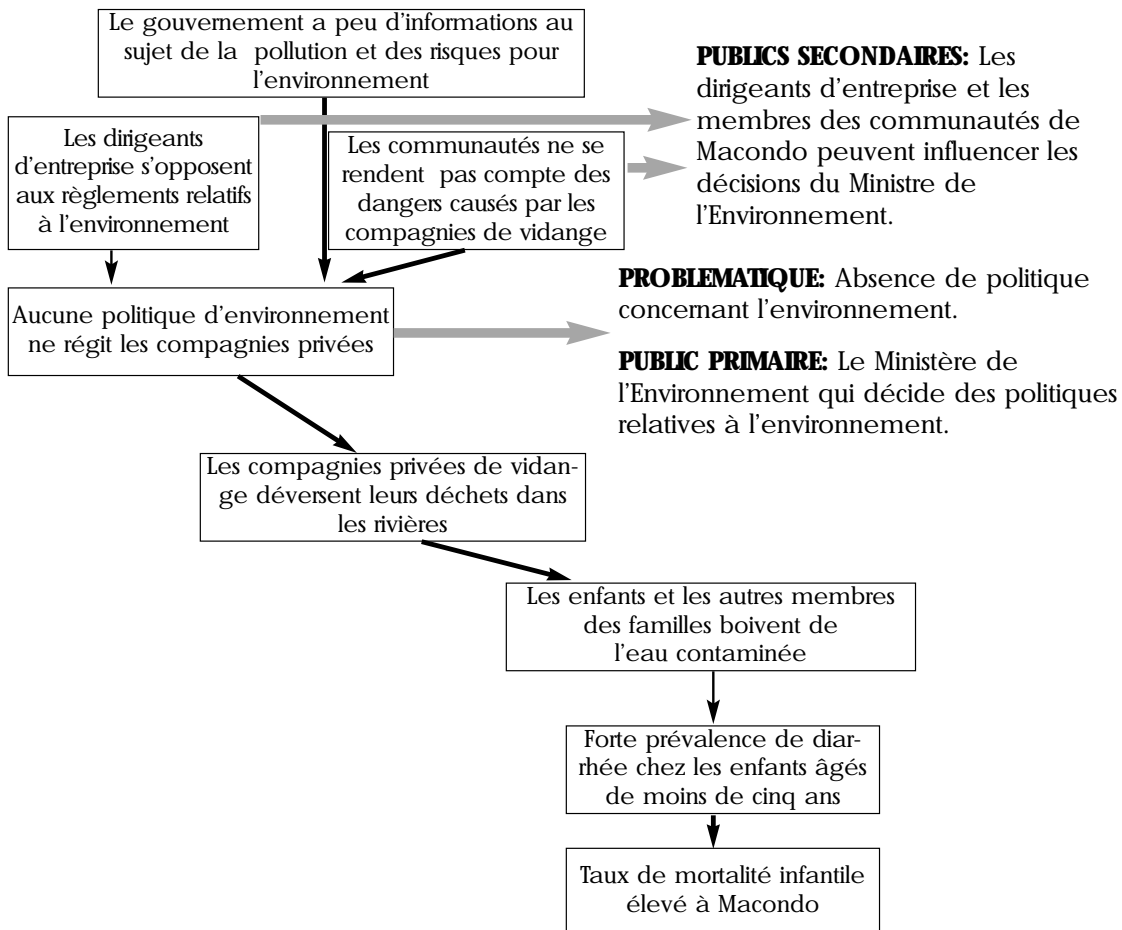 Le gouvernement a peu d'informations au
sujet de la pollution et des risques pour
l'environnement
PUBLICS SECONDAIRES: Les
dirigeants d'entreprise et les
membres des communautés de
Macondo peuvent influencer les
décisions du Ministre de
l'Environnement.
Les dirigeants
d'entreprise s'opposent
aux règlements relatifs
à l'environnement
Les communautés ne se
rendent pas compte des
dangers causés par les
compagnies de vidange
PROBLEMATIQUE: Absence de politique
concernant l'environnement.
Aucune politique d'environnement
ne régit les compagnies privées
PUBLIC PRIMAIRE: Le Ministère de
l'Environnement qui décide des politiques
relatives à l'environnement.
Les compagnies privées de vidan-
ge déversent leurs déchets dans
les rivières
Les enfants et les autres membres
des familles boivent de
l'eau contaminée
Forte prévalence de diar-
rhée chez les enfants âgés
de moins de cinq ans
Taux de mortalité infantile
élevé à Macondo